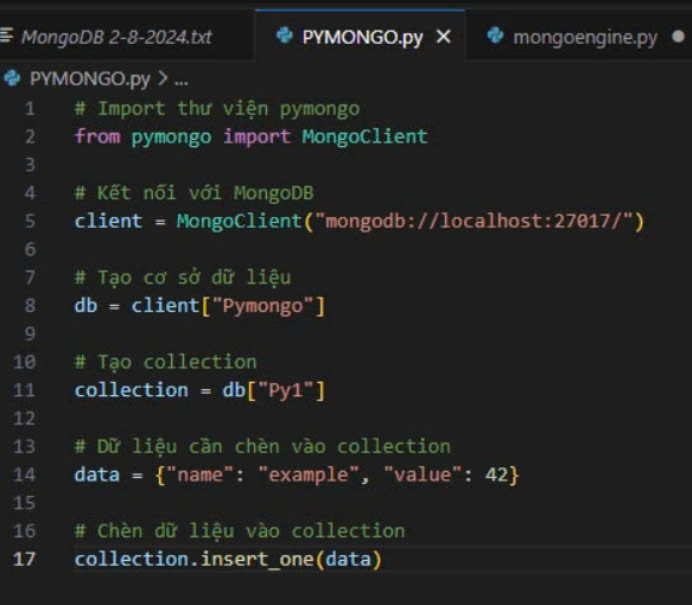 MongoDB 2-8-2024.txt PYMONGO.py × mongoengine.py ●
PYMONGO.py > ...
1 # Import thư viện pymongo
2 from pymongo import MongoClient
3
4 # Kết nối với MongoDB
5 client = MongoClient("mongodb://localhost:27017/")
6
7 # Tạo cơ sở dữ liệu
8 db = client["Pymongo"]
9
10 # Tạo collection
11 collection = db["Py1"]
12
13 # Dữ liệu cần chèn vào collection
14 data = {"name": "example", "value": 42}
15
16 # Chèn dữ liệu vào collection
17 collection.insert_one(data)